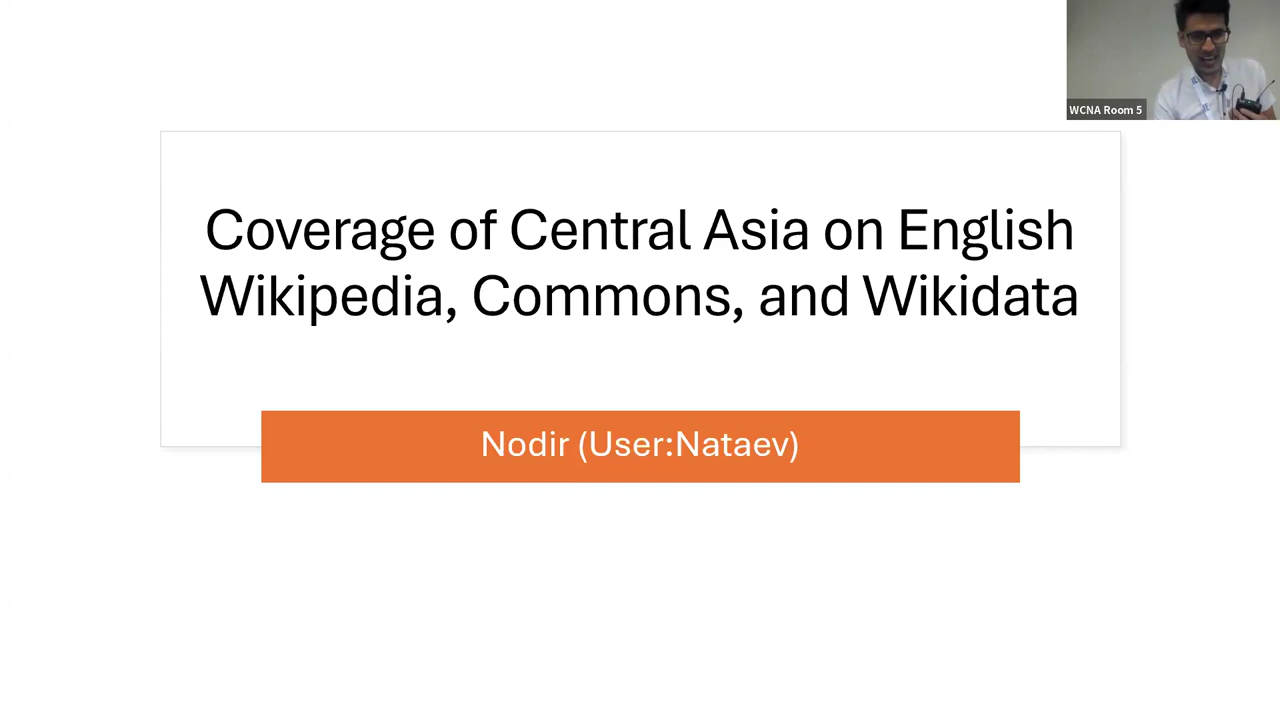 WCNA Room 5
Coverage of Central Asia on English
Wikipedia, Commons, and Wikidata
Nodir (User:Nataev)